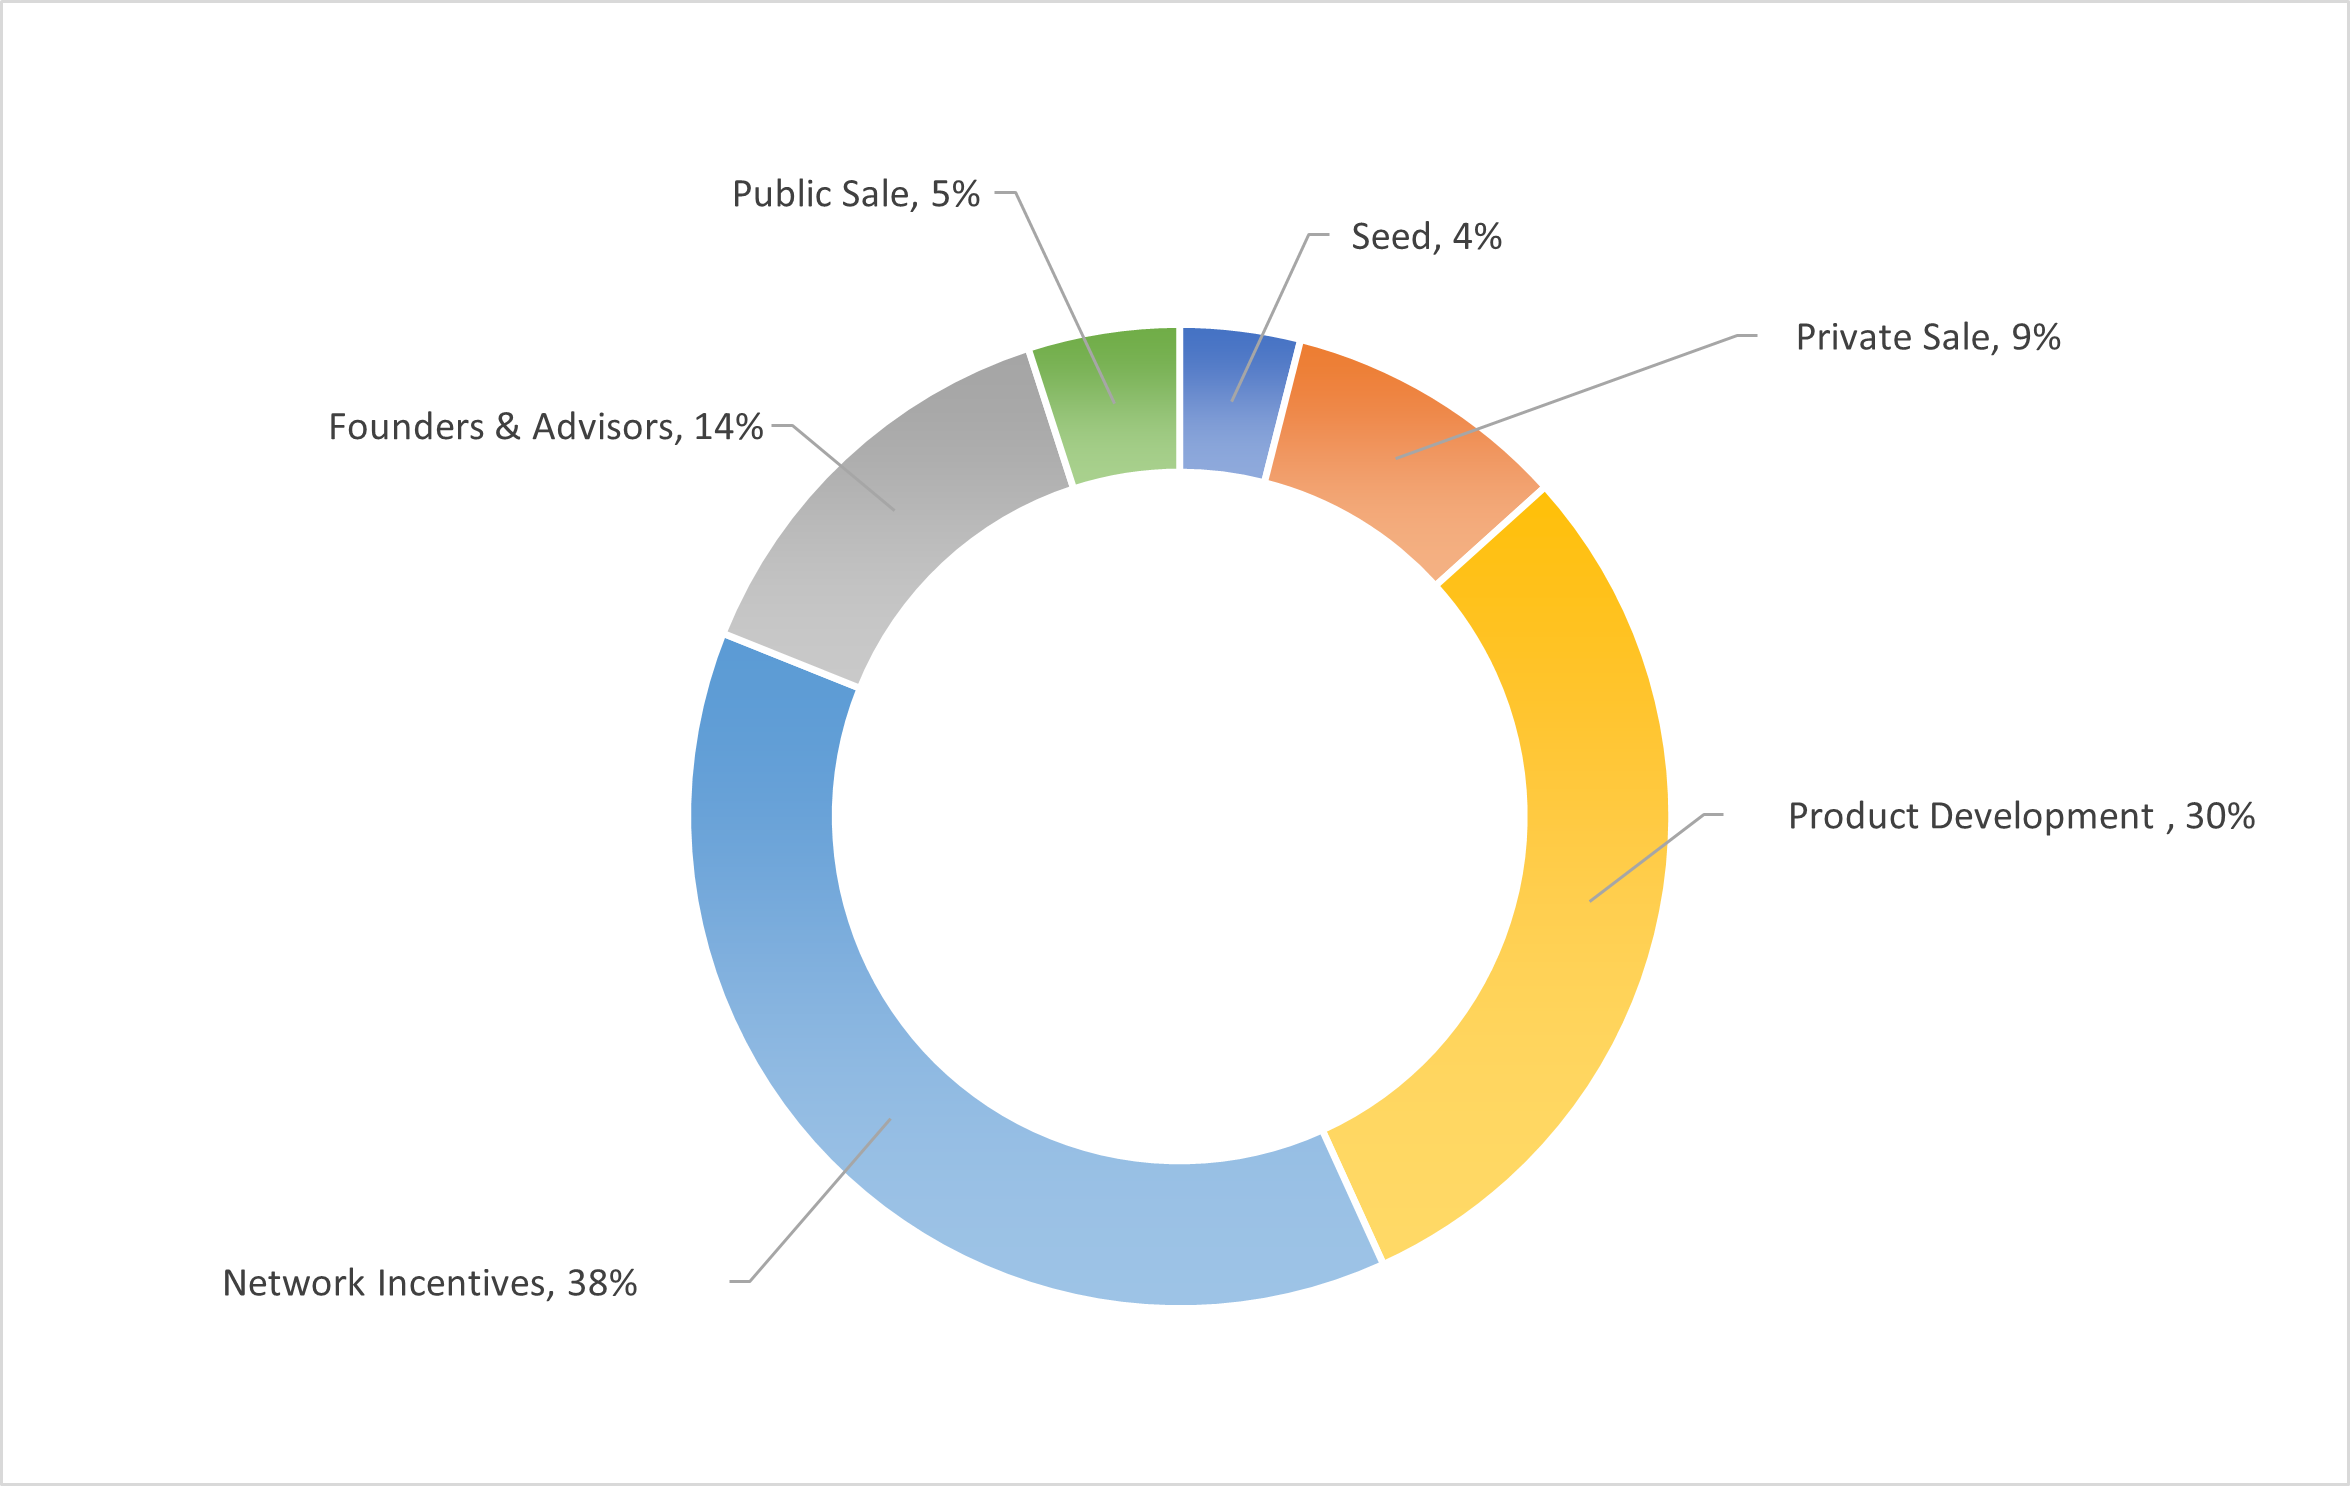 Public Sale, 5%
Seed, 4%
Private Sale, 9%
Founders & Advisors, 14%
Product Development , 30%
Network Incentives, 38%